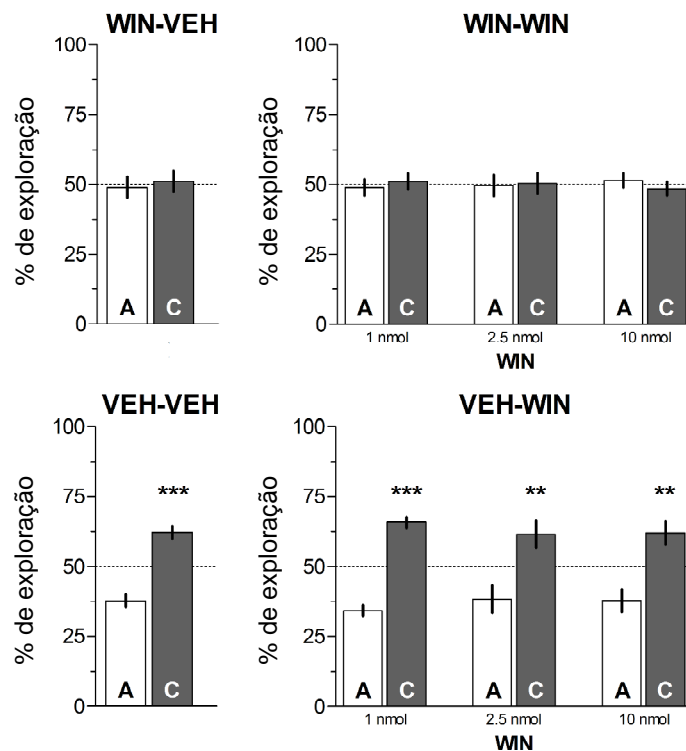 WIN-VEH
WIN-WIN
100
75
50
25
0
% de exploração
A C
100
75
50
25
0
% de exploração
A C A C A C
1 nmol 2.5 nmol 10 nmol
WIN
VEH-VEH
VEH-WIN
100
75
50
25
0
% de exploração
***
A C
100
75
50
25
0
% de exploração
*** ** **
A C A C A C
1 nmol 2.5 nmol 10 nmol
WIN